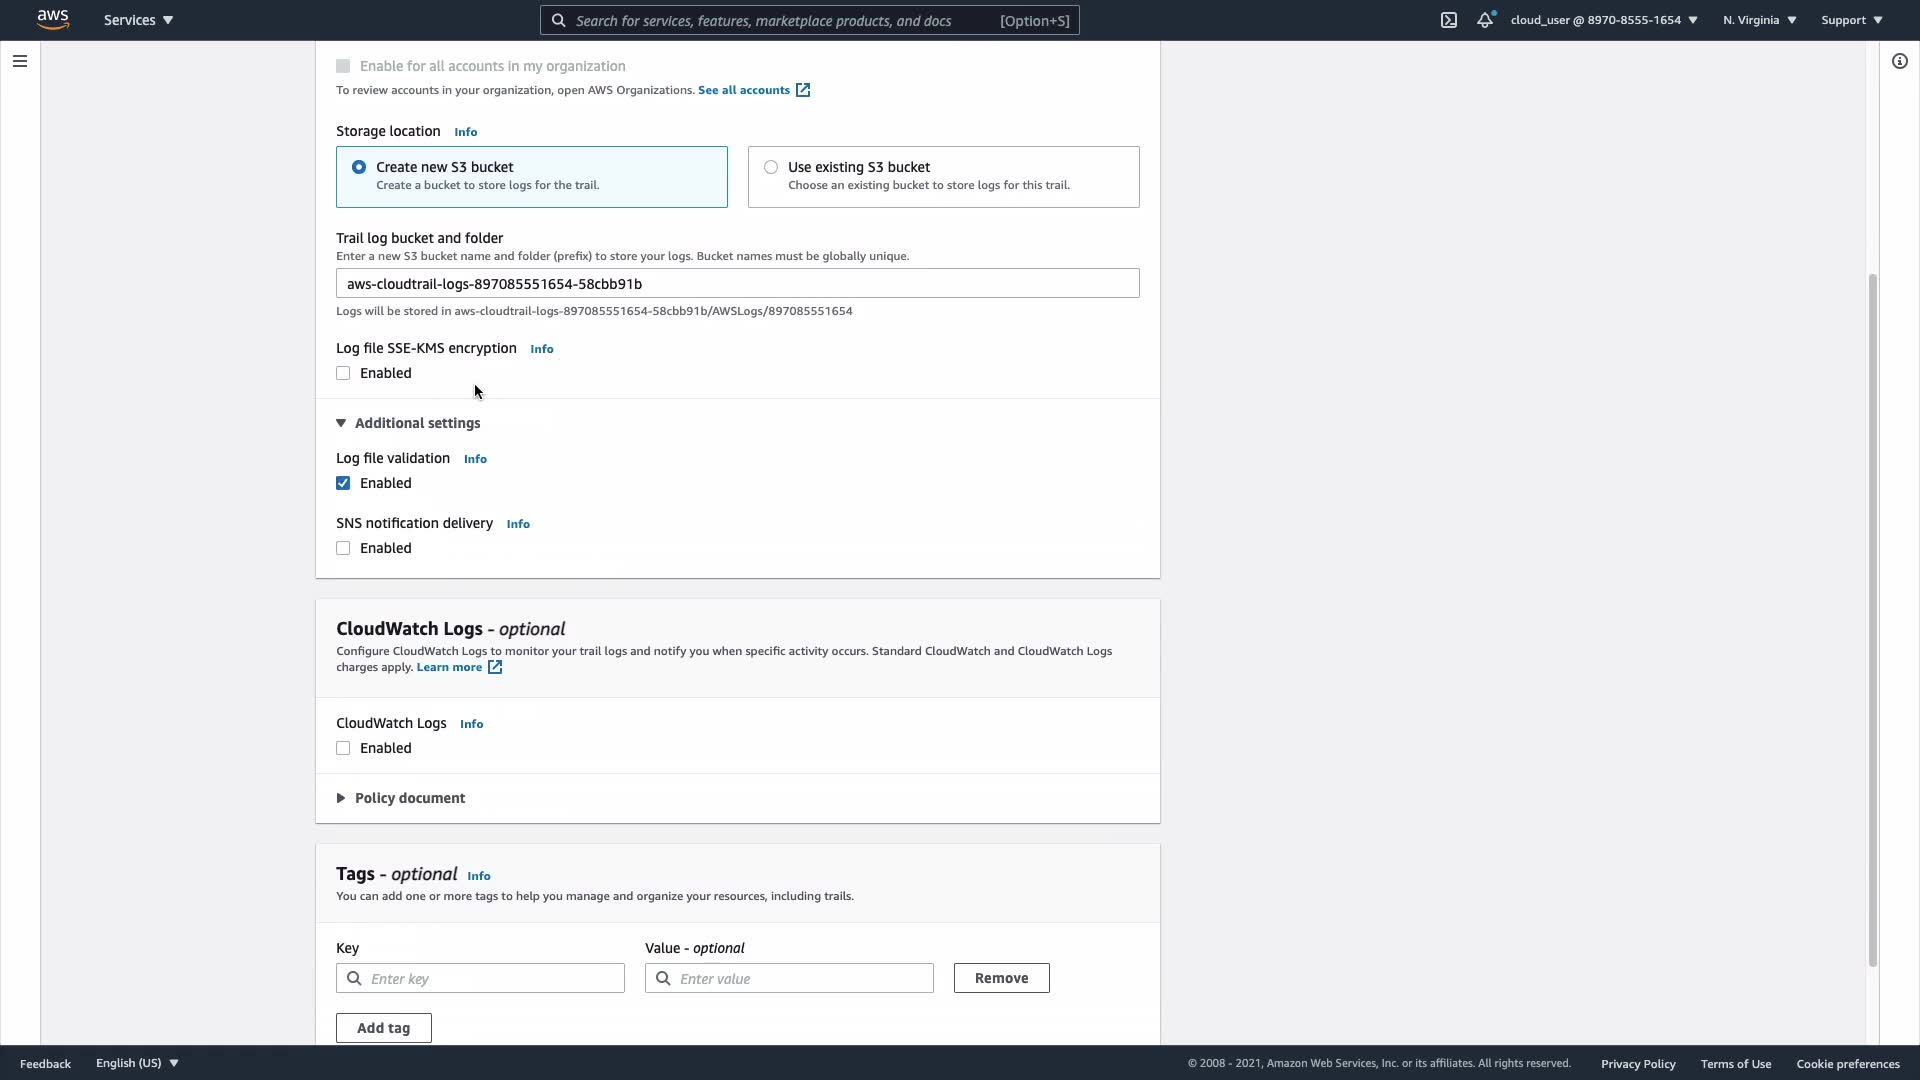 aws
Services
Search for services, features, marketplace products, and docs [Option+S]
cloud_user @ 8970-8555-1654
N. Virginia
Support
Enable for all accounts in my organization
To review accounts in your organization, open AWS Organizations. See all accounts
Storage location Info
Create new S3 bucket
Create a bucket to store logs for the trail.
Use existing S3 bucket
Choose an existing bucket to store logs for this trail.
Trail log bucket and folder
Enter a new S3 bucket name and folder (prefix) to store your logs. Bucket names must be globally unique.
aws-cloudtrail-logs-897085551654-58cbb91b
Logs will be stored in aws-cloudtrail-logs-897085551654-58cbb91b/AWSLogs/897085551654
Log file SSE-KMS encryption Info
Enabled
Additional settings
Log file validation Info
Enabled
SNS notification delivery Info
Enabled
CloudWatch Logs - optional
Configure CloudWatch Logs to monitor your trail logs and notify you when specific activity occurs. Standard CloudWatch and CloudWatch Logs
charges apply. Learn more
CloudWatch Logs Info
Enabled
Policy document
Tags - optional Info
You can add one or more tags to help you manage and organize your resources, including trails.
Key
Value - optional
Enter key
Enter value
Remove
Add tag
Feedback
English (US)
© 2008 - 2021, Amazon Web Services, Inc. or its affiliates. All rights reserved.
Privacy Policy
Terms of Use
Cookie preferences